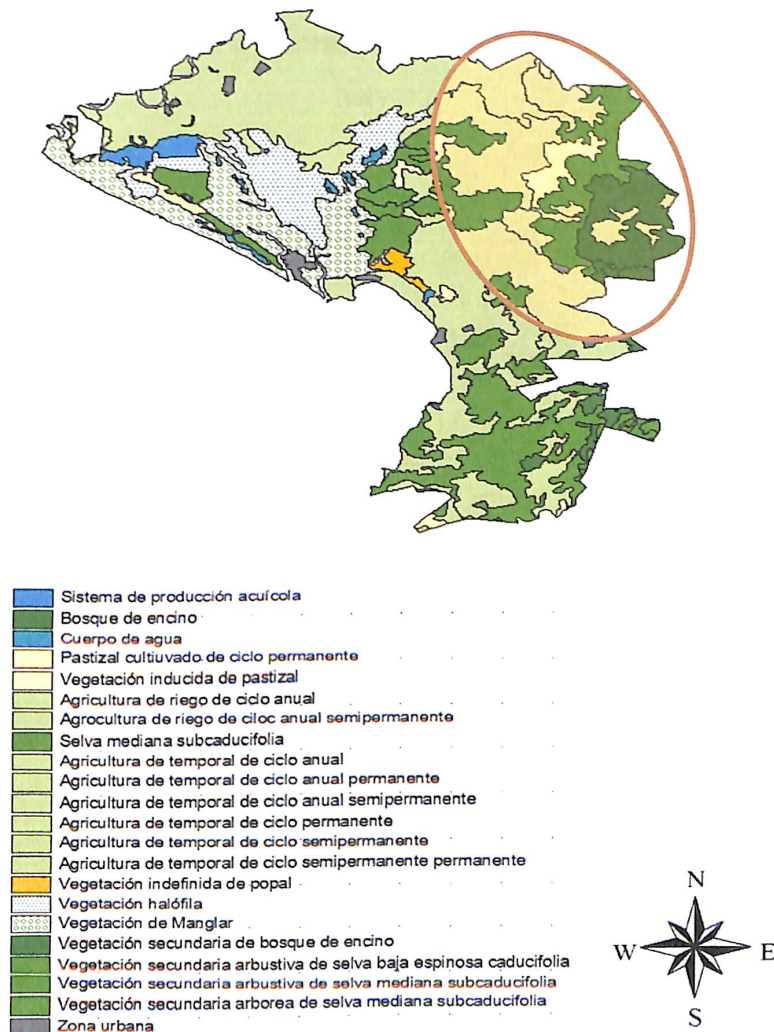 Sistema de producción acuícola
Bosque de encino
Cuerpo de agua
Pastizal cultiuvado de ciclo permanente
Vegetación inducida de pastizal
Agricultura de riego de ciclo anual
Agrocultura de riego de ciloc anual semipermanente
Selva mediana subcaducifolia
Agricultura de temporal de ciclo anual
Agricultura de temporal de ciclo anual permanente
Agricultura de temporal de ciclo anual semipermanente
Agricultura de temporal de ciclo permanente
Agricultura de temporal de ciclo semipermanente
Agricultura de temporal de ciclo semipermanente permanente
Vegetación indefinida de popal
Vegetación halófila
Vegetación de Manglar
Vegetación secundaria de bosque de encino
Vegetación secundaria arbustiva de selva baja espinosa caducifolia
Vegetación secundaria arbustiva de selva mediana subcaducifolia
Vegetación secundaria arborea de selva mediana subcaducifolia
Zona urbana
N
W E
S